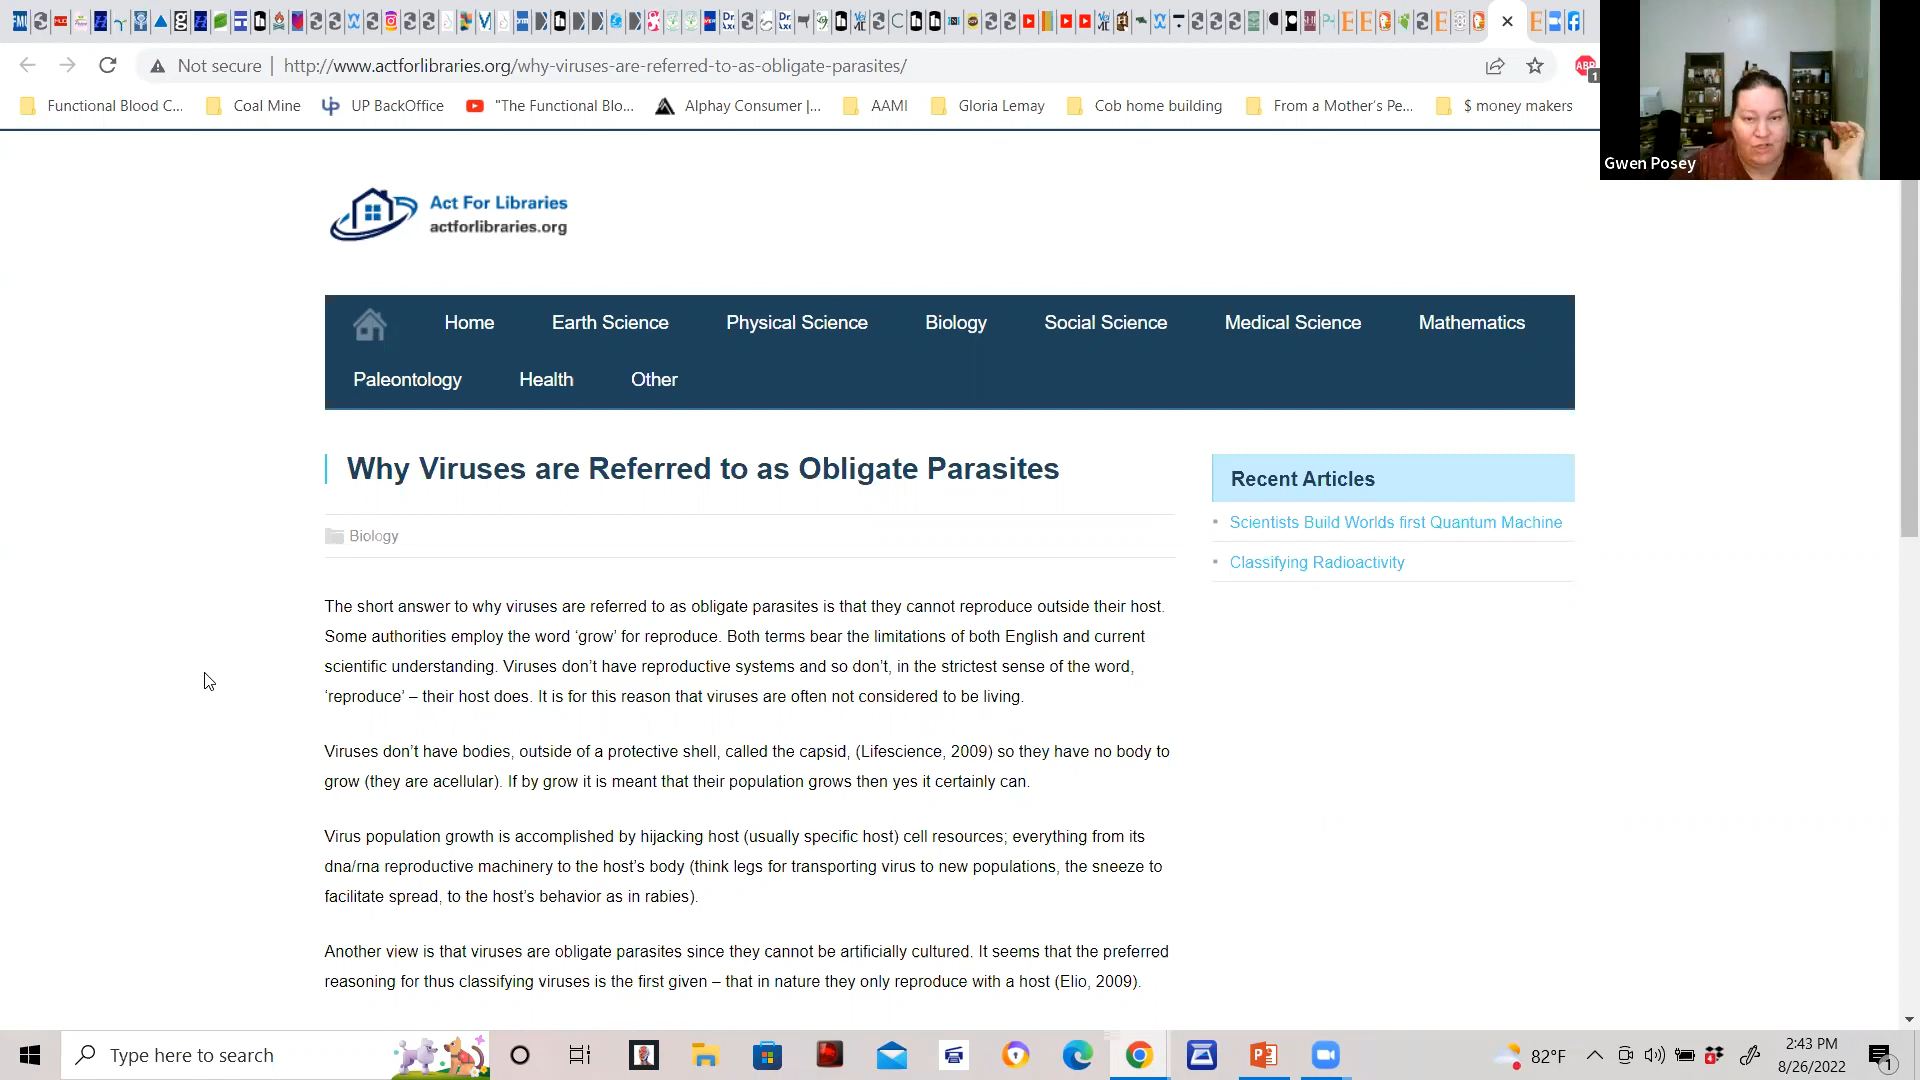 Not secure | http://www.actforlibraries.org/why-viruses-are-referred-to-as-obligate-parasites/
ABP
1
Functional Blood C... Coal Mine UP BackOffice "The Functional Blo... Alphay Consumer |... AAMI Gloria Lemay Cob home building From a Mother's Pe... $ money makers
Gwen Posey
Act For Libraries
actforlibraries.org
Home Earth Science Physical Science Biology Social Science Medical Science Mathematics
Paleontology Health Other
Why Viruses are Referred to as Obligate Parasites
Biology
The short answer to why viruses are referred to as obligate parasites is that they cannot reproduce outside their host.
Some authorities employ the word ‘grow’ for reproduce. Both terms bear the limitations of both English and current
scientific understanding. Viruses don’t have reproductive systems and so don’t, in the strictest sense of the word,
‘reproduce’ – their host does. It is for this reason that viruses are often not considered to be living.
Viruses don’t have bodies, outside of a protective shell, called the capsid, (Lifescience, 2009) so they have no body to
grow (they are acellular). If by grow it is meant that their population grows then yes it certainly can.
Virus population growth is accomplished by hijacking host (usually specific host) cell resources; everything from its
dna/rna reproductive machinery to the host’s body (think legs for transporting virus to new populations, the sneeze to
facilitate spread, to the host’s behavior as in rabies).
Another view is that viruses are obligate parasites since they cannot be artificially cultured. It seems that the preferred
reasoning for thus classifying viruses is the first given – that in nature they only reproduce with a host (Elio, 2009).
Recent Articles
Scientists Build Worlds first Quantum Machine
Classifying Radioactivity
Type here to search
82°F
2:43 PM
8/26/2022
1